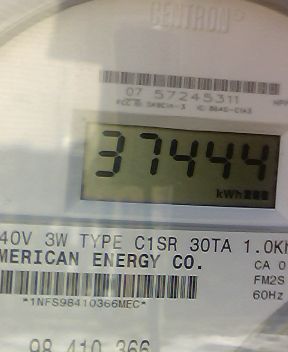 CENTRON®
07 57245311
37444
kWh
40V 3W TYPE C1SR 30TA 1.0K
MERICAN ENERGY CO.
CA 0
FM2S
60Hz
*1NFS98410366MEC*
98 410 366